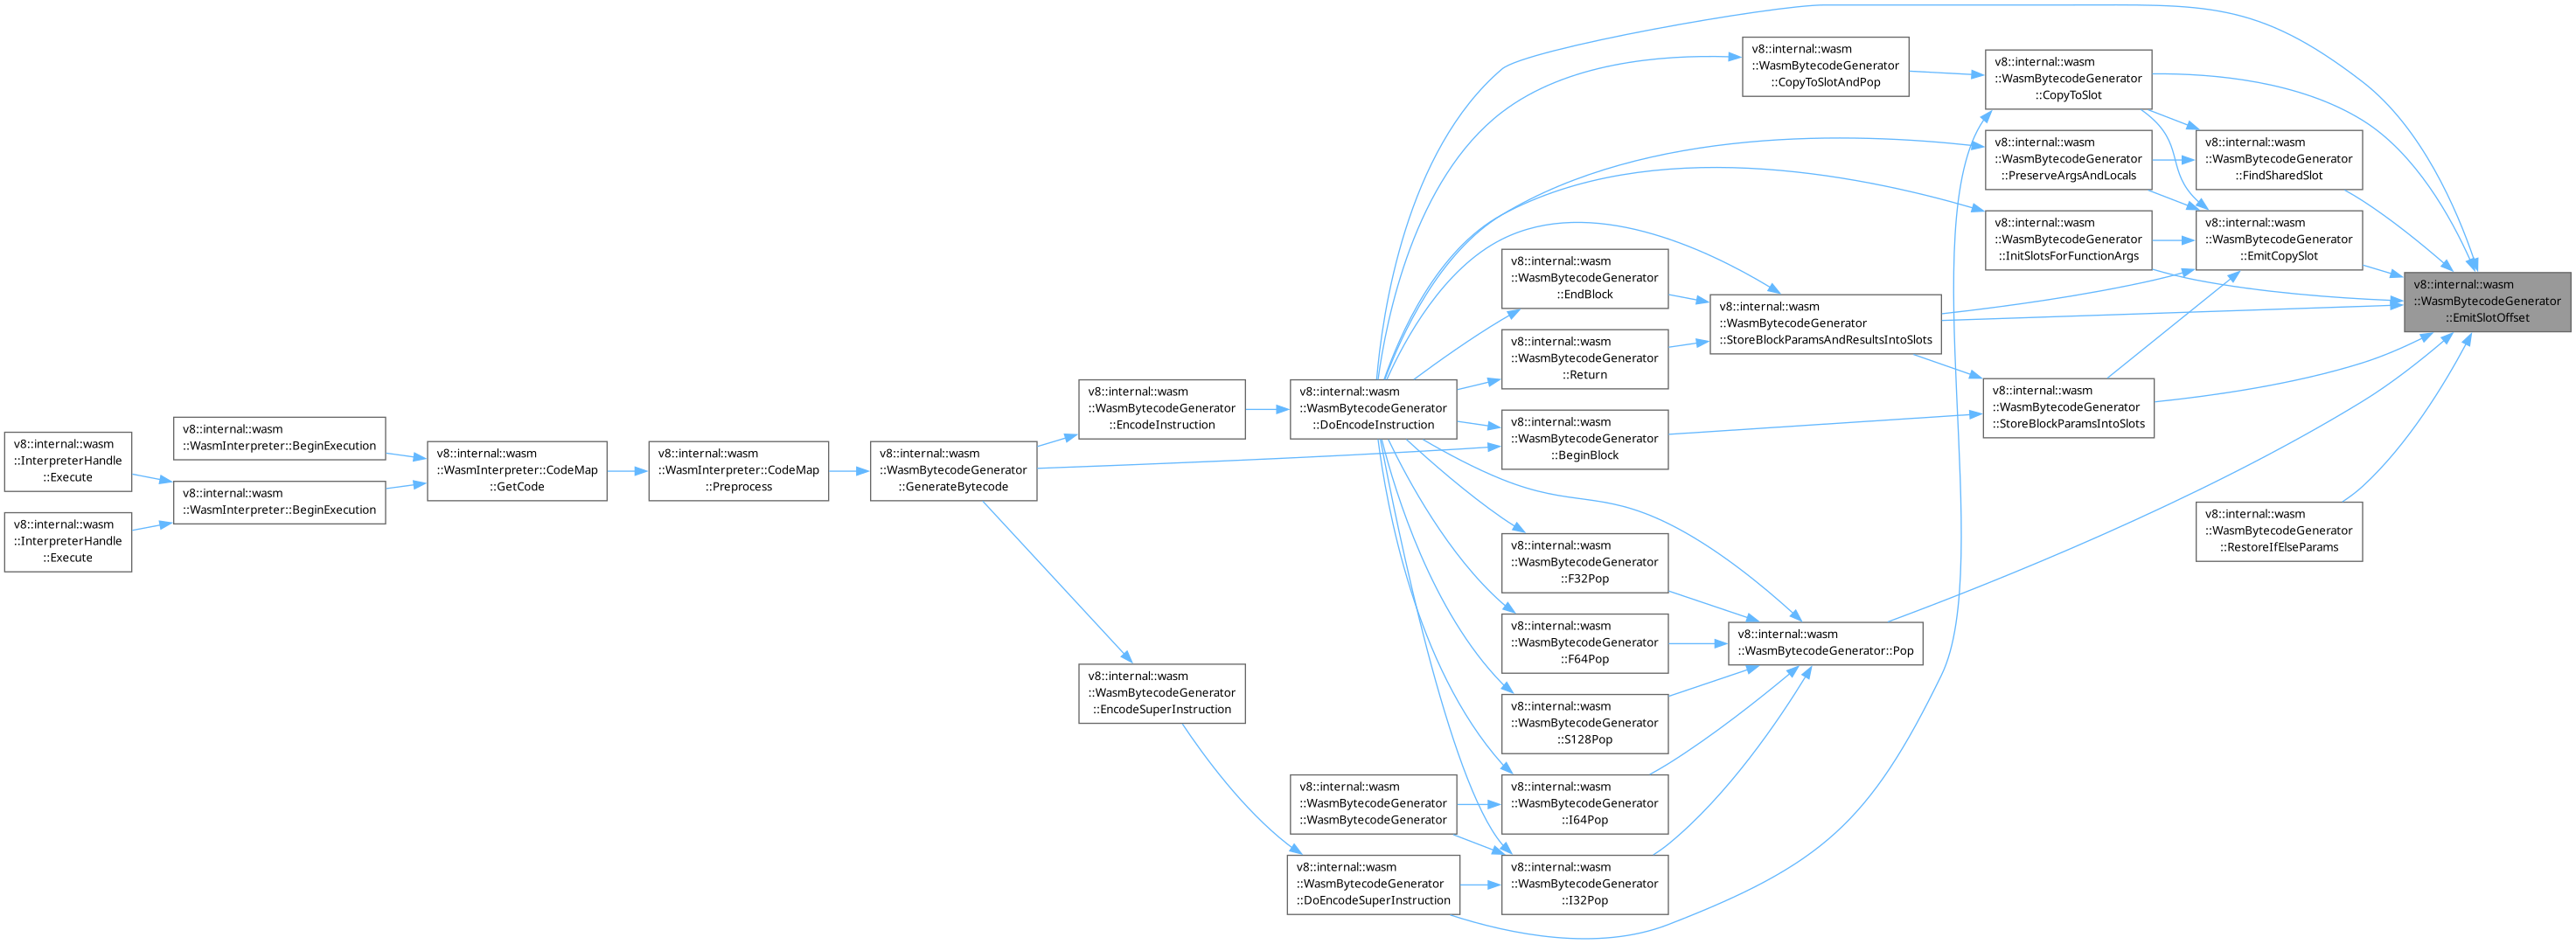 v8::internal::wasm
::InterpreterHandle
::Execute
v8::internal::wasm
::InterpreterHandle
::Execute
v8::internal::wasm
::WasmInterpreter::BeginExecution
v8::internal::wasm
::WasmInterpreter::BeginExecution
v8::internal::wasm
::WasmInterpreter::CodeMap
::GetCode
v8::internal::wasm
::WasmInterpreter::CodeMap
::Preprocess
v8::internal::wasm
::WasmBytecodeGenerator
::GenerateBytecode
v8::internal::wasm
::WasmBytecodeGenerator
::EncodeInstruction
v8::internal::wasm
::WasmBytecodeGenerator
::EncodeSuperInstruction
v8::internal::wasm
::WasmBytecodeGenerator
::DoEncodeInstruction
v8::internal::wasm
::WasmBytecodeGenerator
::WasmBytecodeGenerator
v8::internal::wasm
::WasmBytecodeGenerator
::DoEncodeSuperInstruction
v8::internal::wasm
::WasmBytecodeGenerator
::EndBlock
v8::internal::wasm
::WasmBytecodeGenerator
::Return
v8::internal::wasm
::WasmBytecodeGenerator
::BeginBlock
v8::internal::wasm
::WasmBytecodeGenerator
::F32Pop
v8::internal::wasm
::WasmBytecodeGenerator
::F64Pop
v8::internal::wasm
::WasmBytecodeGenerator
::S128Pop
v8::internal::wasm
::WasmBytecodeGenerator
::I64Pop
v8::internal::wasm
::WasmBytecodeGenerator
::I32Pop
v8::internal::wasm
::WasmBytecodeGenerator
::CopyToSlotAndPop
v8::internal::wasm
::WasmBytecodeGenerator
::StoreBlockParamsAndResultsIntoSlots
v8::internal::wasm
::WasmBytecodeGenerator::Pop
v8::internal::wasm
::WasmBytecodeGenerator
::CopyToSlot
v8::internal::wasm
::WasmBytecodeGenerator
::PreserveArgsAndLocals
v8::internal::wasm
::WasmBytecodeGenerator
::InitSlotsForFunctionArgs
v8::internal::wasm
::WasmBytecodeGenerator
::StoreBlockParamsIntoSlots
v8::internal::wasm
::WasmBytecodeGenerator
::FindSharedSlot
v8::internal::wasm
::WasmBytecodeGenerator
::EmitCopySlot
v8::internal::wasm
::WasmBytecodeGenerator
::RestoreIfElseParams
v8::internal::wasm
::WasmBytecodeGenerator
::EmitSlotOffset